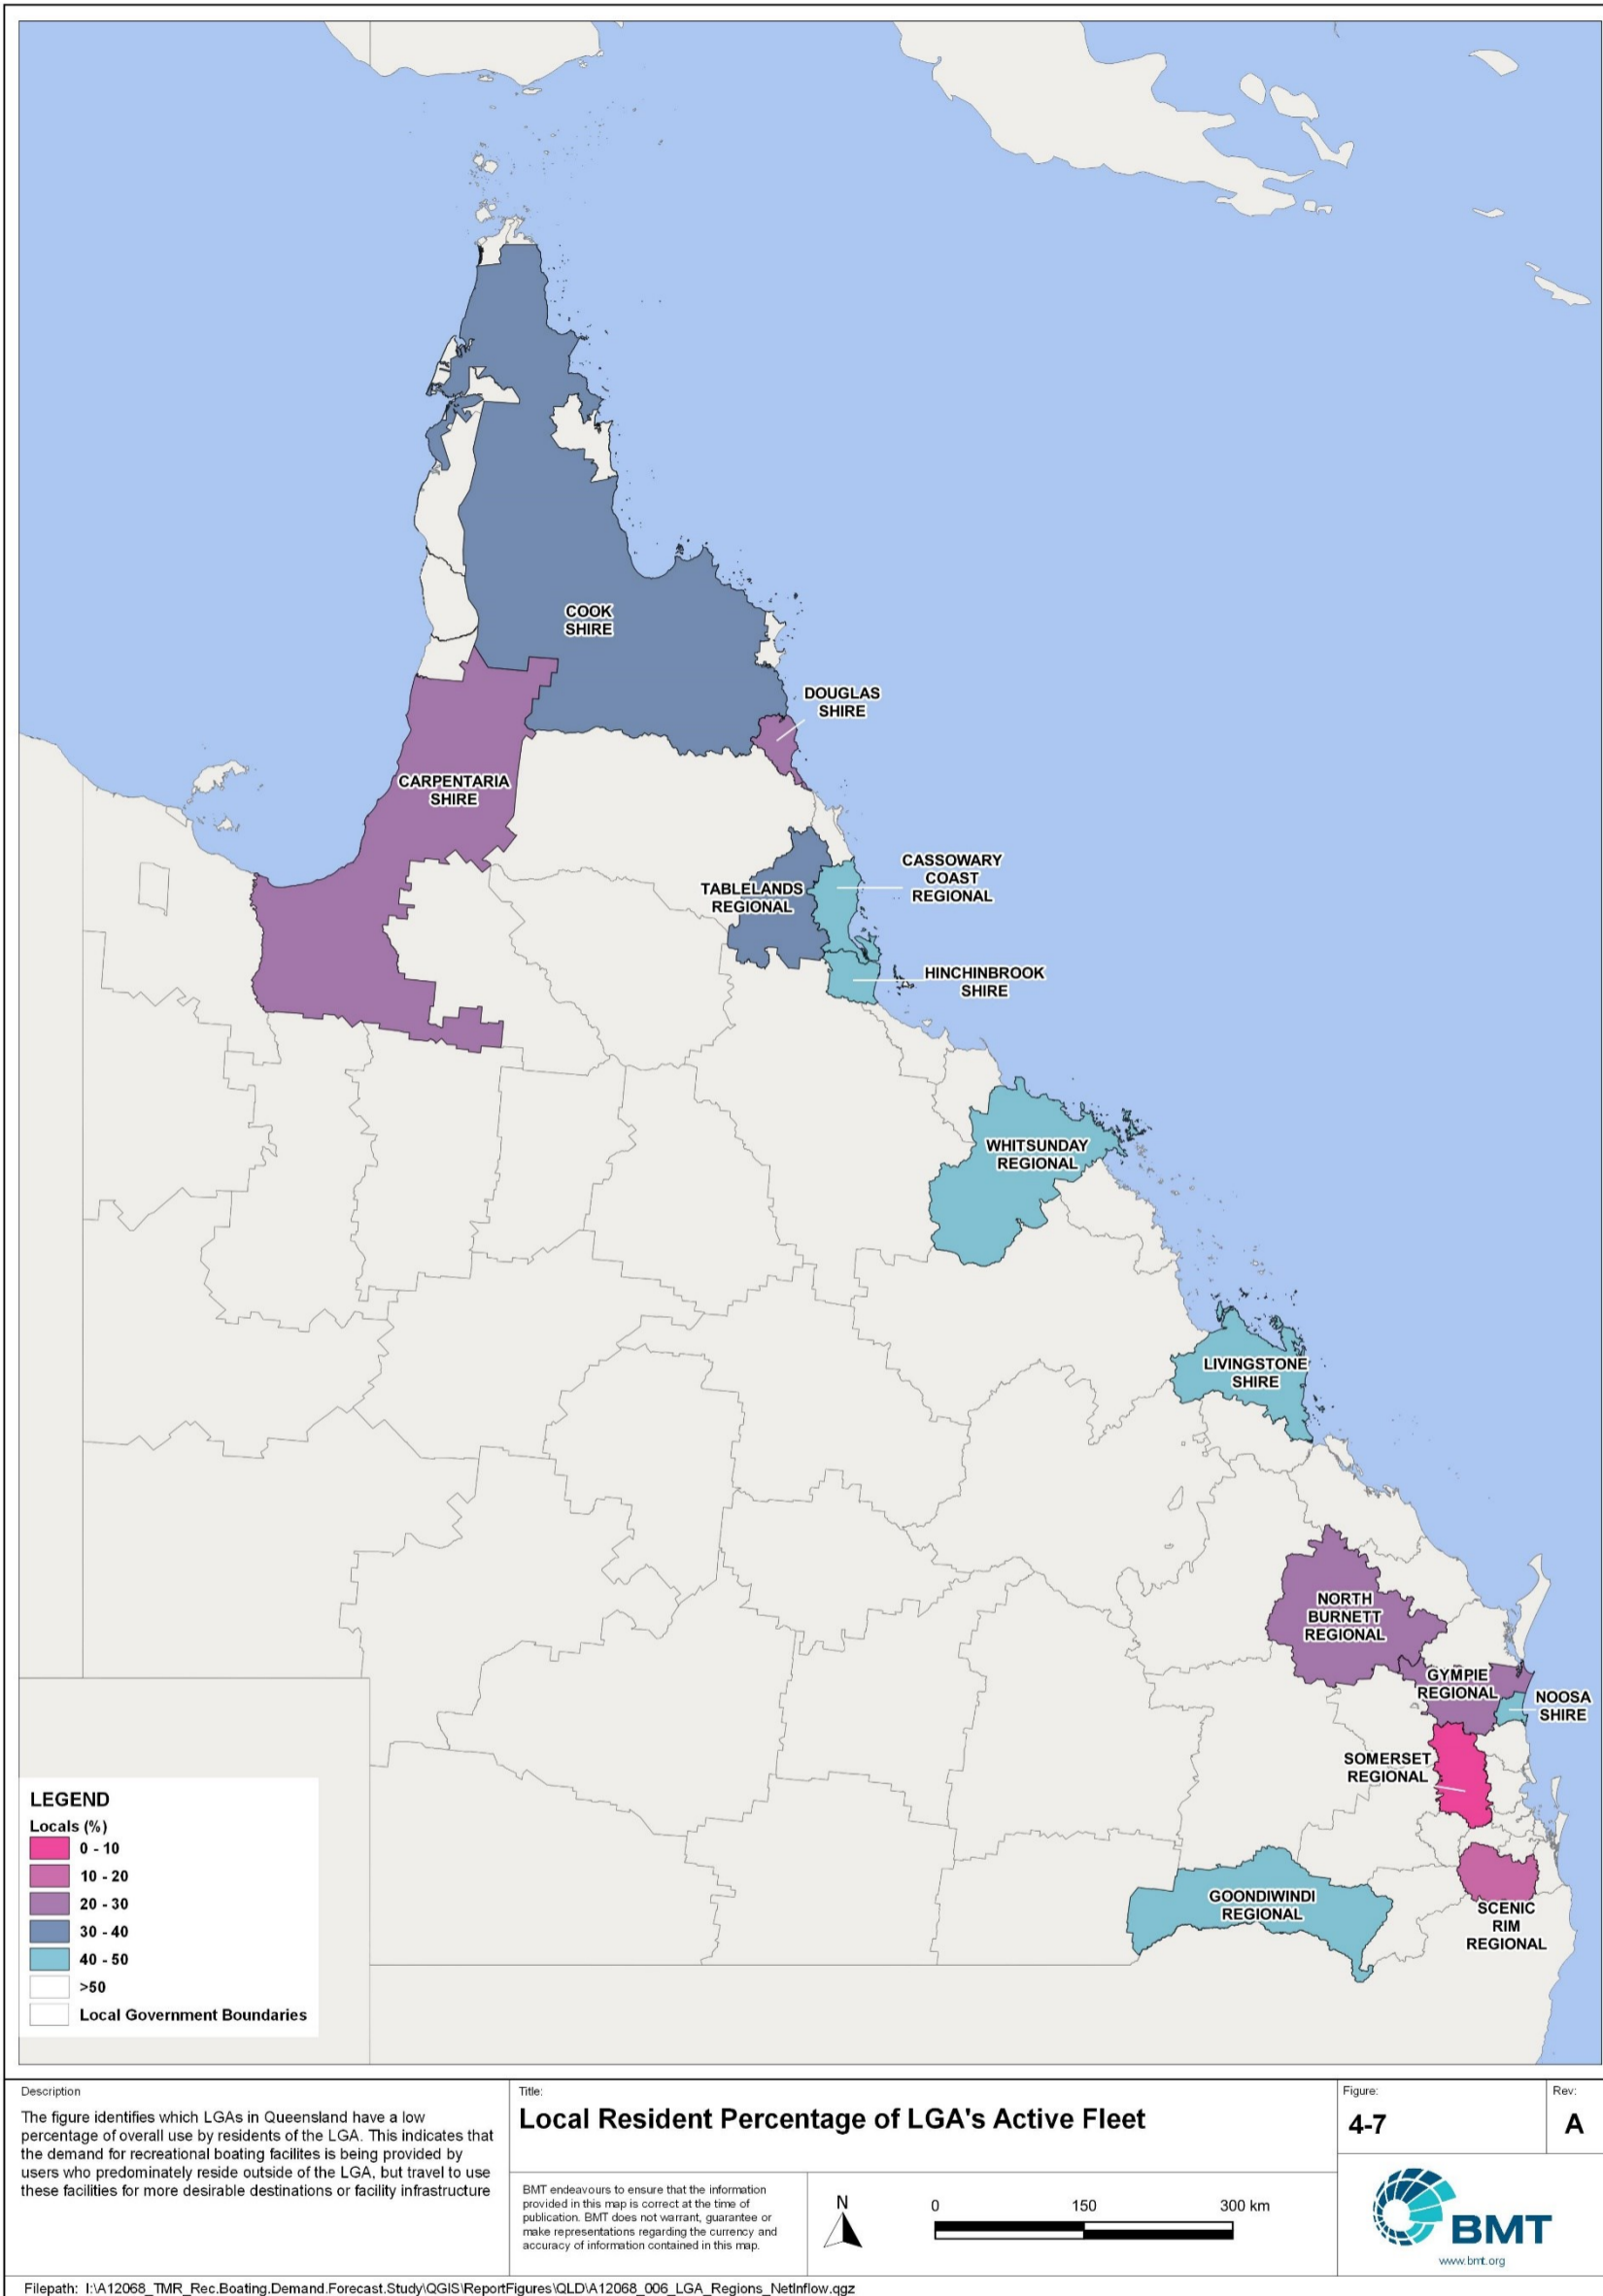 COOK
SHIRE
DOUGLAS
SHIRE
CARPENTARIA
SHIRE
CASSOWARY
COAST
REGIONAL
TABLELANDS
REGIONAL
HINCHINBROOK
SHIRE
WHITSUNDAY
REGIONAL
LIVINGSTONE
SHIRE
NORTH
BURNETT
REGIONAL
GYMPIE
REGIONAL
NOOSA
SHIRE
SOMERSET
REGIONAL
GOONDIWINDI
REGIONAL
SCENIC
RIM
REGIONAL
LEGEND
Locals (%)
0 - 10
10 - 20
20 - 30
30 - 40
40 - 50
>50
Local Government Boundaries
Description
The figure identifies which LGAs in Queensland have a low
percentage of overall use by residents of the LGA. This indicates that
the demand for recreational boating facilites is being provided by
users who predominately reside outside of the LGA, but travel to use
these facilities for more desirable destinations or facility infrastructure
Title:
Local Resident Percentage of LGA's Active Fleet
Figure:
4-7
Rev:
A
BMT endeavours to ensure that the information
provided in this map is correct at the time of
publication. BMT does not warrant, guarantee or
make representations regarding the currency and
accuracy of information contained in this map.
N
0 150 300 km
BMT
www.bmt.org
Filepath: I:\A12068_TMR_Rec.Boating.Demand.Forecast.Study\QGIS\ReportFigures\QLD\A12068_006_LGA_Regions_NetInflow.qgz